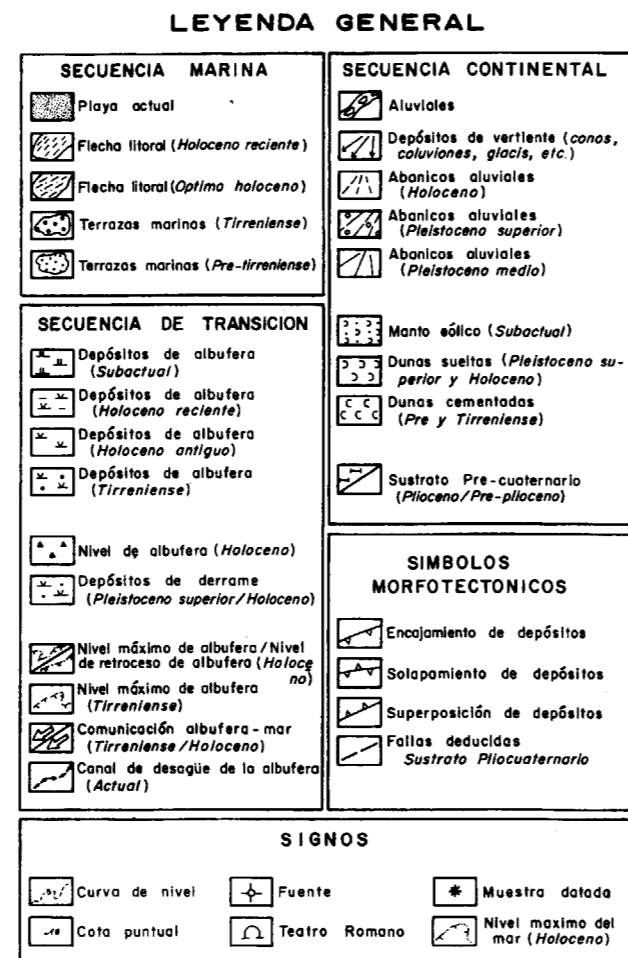 LEYENDA GENERAL
SECUENCIA MARINA
Playa actual
Flecha litoral (Holoceno reciente)
Flecha litoral (Optimo holoceno)
Terrazas marinas (Tirreniense)
Terrazas marinas (Pre-tirreniense)
SECUENCIA DE TRANSICION
Depósitos de albufera
(Subactual)
Depósitos de albufera
(Holoceno reciente)
Depósitos de albufera
(Holoceno antiguo)
Depósitos de albufera
(Tirreniense)
Nivel de albufera (Holoceno)
Depósitos de derrame
(Pleistoceno superior/Holoceno)
Nivel máximo de albufera/Nivel
de retroceso de albufera (Holoce
no)
Nivel máximo de albufera
(Tirreniense)
Comunicación albufera-mar
(Tirreniense/Holoceno)
Canal de desagüe de la albufera
(Actual)
SECUENCIA CONTINENTAL
Aluviales
Depósitos de vertiente (conos,
coluviones, glacis, etc.)
Abanicos aluviales
(Holoceno)
Abanicos aluviales
(Pleistoceno superior)
Abanicos aluviales
(Pleistoceno medio)
Manto eólico (Subactual)
Dunas sueltas (Pleistoceno su-
perior y Holoceno)
Dunas cementadas
(Pre y Tirreniense)
Sustrato Pre-cuaternario
(Plioceno/Pre-plioceno)
SIMBOLOS
MORFOTECTONICOS
Encajamiento de depósitos
Solapamiento de depósitos
Superposición de depósitos
Fallas deducidas
Sustrato Pliocuaternario
SIGNOS
Curva de nivel
Fuente
Muestra datada
Cota puntual
Teatro Romano
Nivel maximo del
mar (Holoceno)